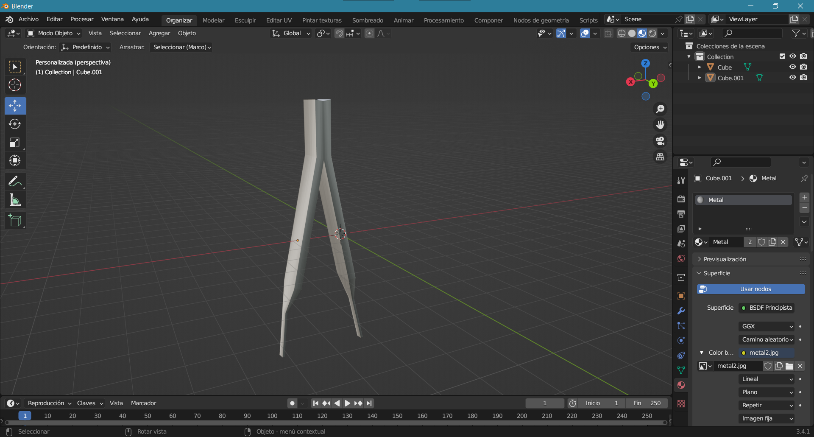 Blender
Archivo Editar Procesar Ventana Ayuda
Organizar Modelar Esculpir Editar UV Pintar texturas Sombreado Animar Procesamiento Componer Nodos de geometría Scripts
Scene
ViewLayer
Modo Objeto Vista Seleccionar Agregar Objeto
Global
Orientación: Predefinido Arrastrar: Seleccionar (Marco)
Opciones
Personalizada (perspectiva)
(1) Collection | Cube.001
Z
X
Y
Colecciones de la escena
Collection
Cube
Cube.001
Cube.001 > Metal
Metal
Metal 2
Previsualización
Superficie
Usar nodos
Superficie BSDF Principista
GGX
Camino aleatorio
Color b... metal2.jpg
metal2.jpg
Lineal
Plano
Repetir
Imagen fija
Reproducción Claves Vista Marcador
1 Inicio 1 Fin 250
1 10 20 30 40 50 60 70 80 90 100 110 120 130 140 150 160 170 180 190 200 210 220 230 240 250
Seleccionar Rotar vista Objeto - menú contextual 3.4.1